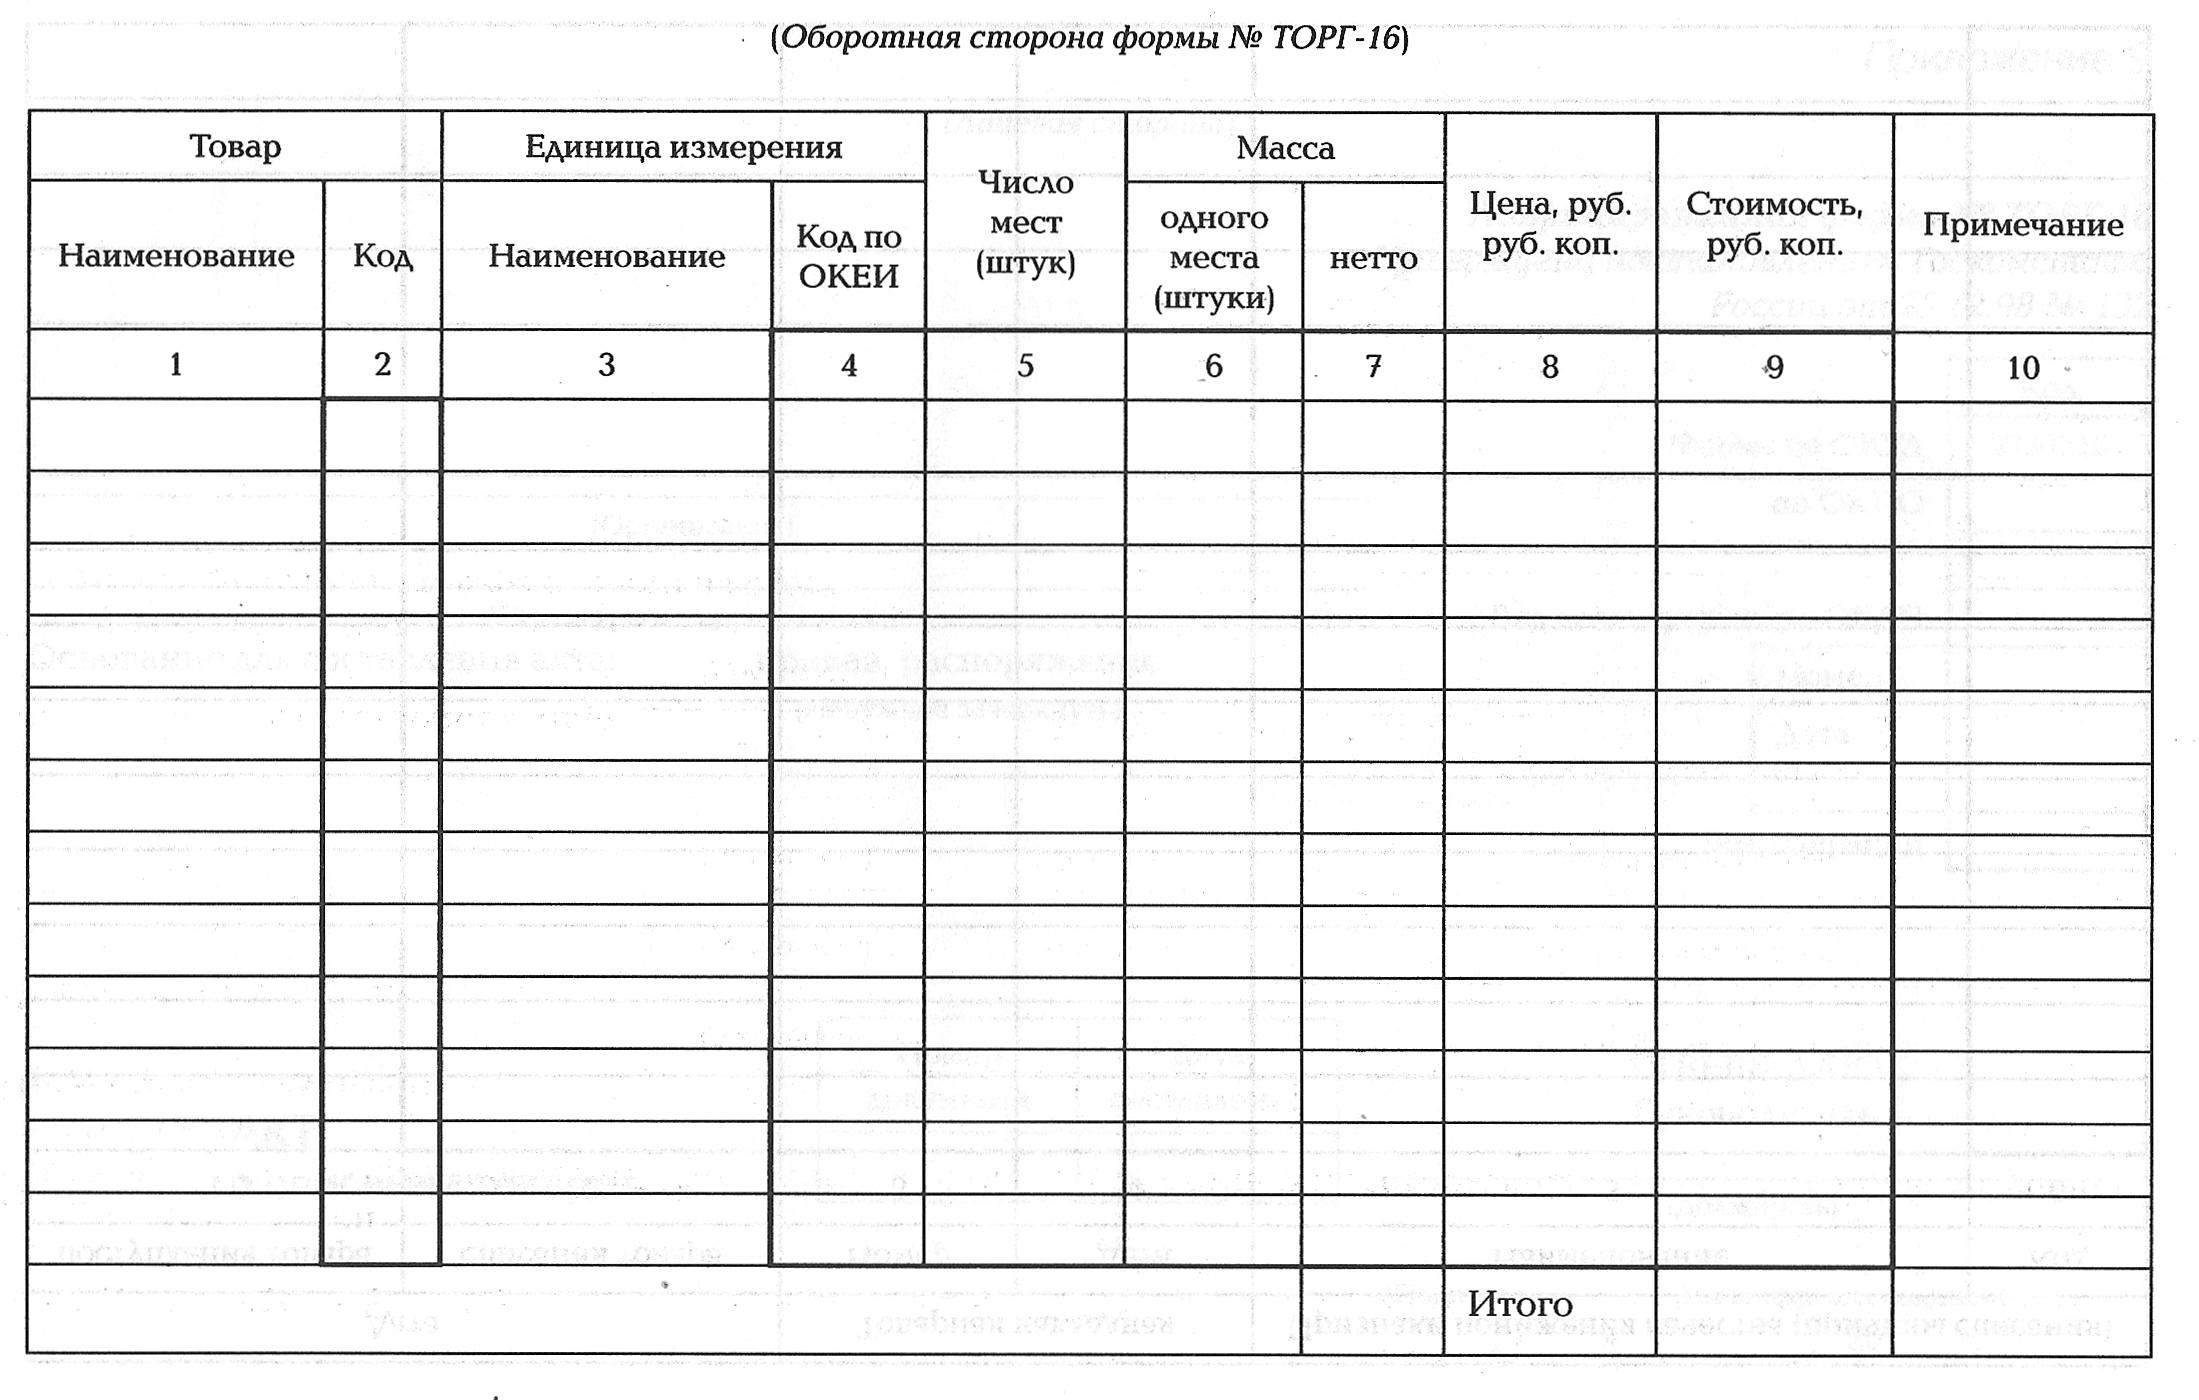 (Оборотная сторона формы № ТОРГ-16)
Товар
Единица измерения
Число
мест
(штук)
Масса
Цена, руб.
руб. коп.
Стоимость,
руб. коп.
Примечание
Наименование
Код
Наименование
Код по
ОКЕИ
одного
места
(штуки)
нетто
1 2 3 4 5 6 7 8 9 10
Итого